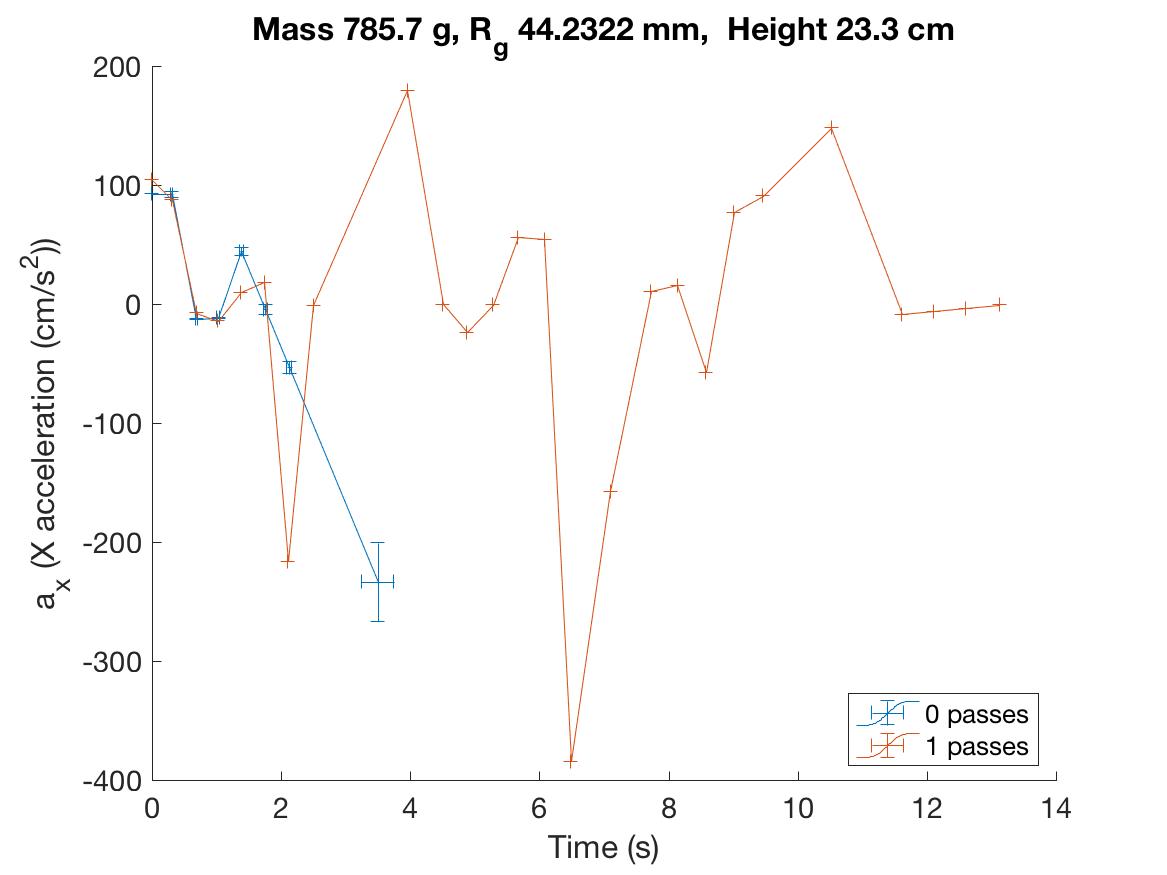 Mass 785.7 g, Rg 44.2322 mm,  Height 23.3 cm
200
100
0
-100
-200
-300
-400
ax (X acceleration (cm/s2))
0 2 4 6 8 10 12 14
Time (s)
0 passes
1 passes